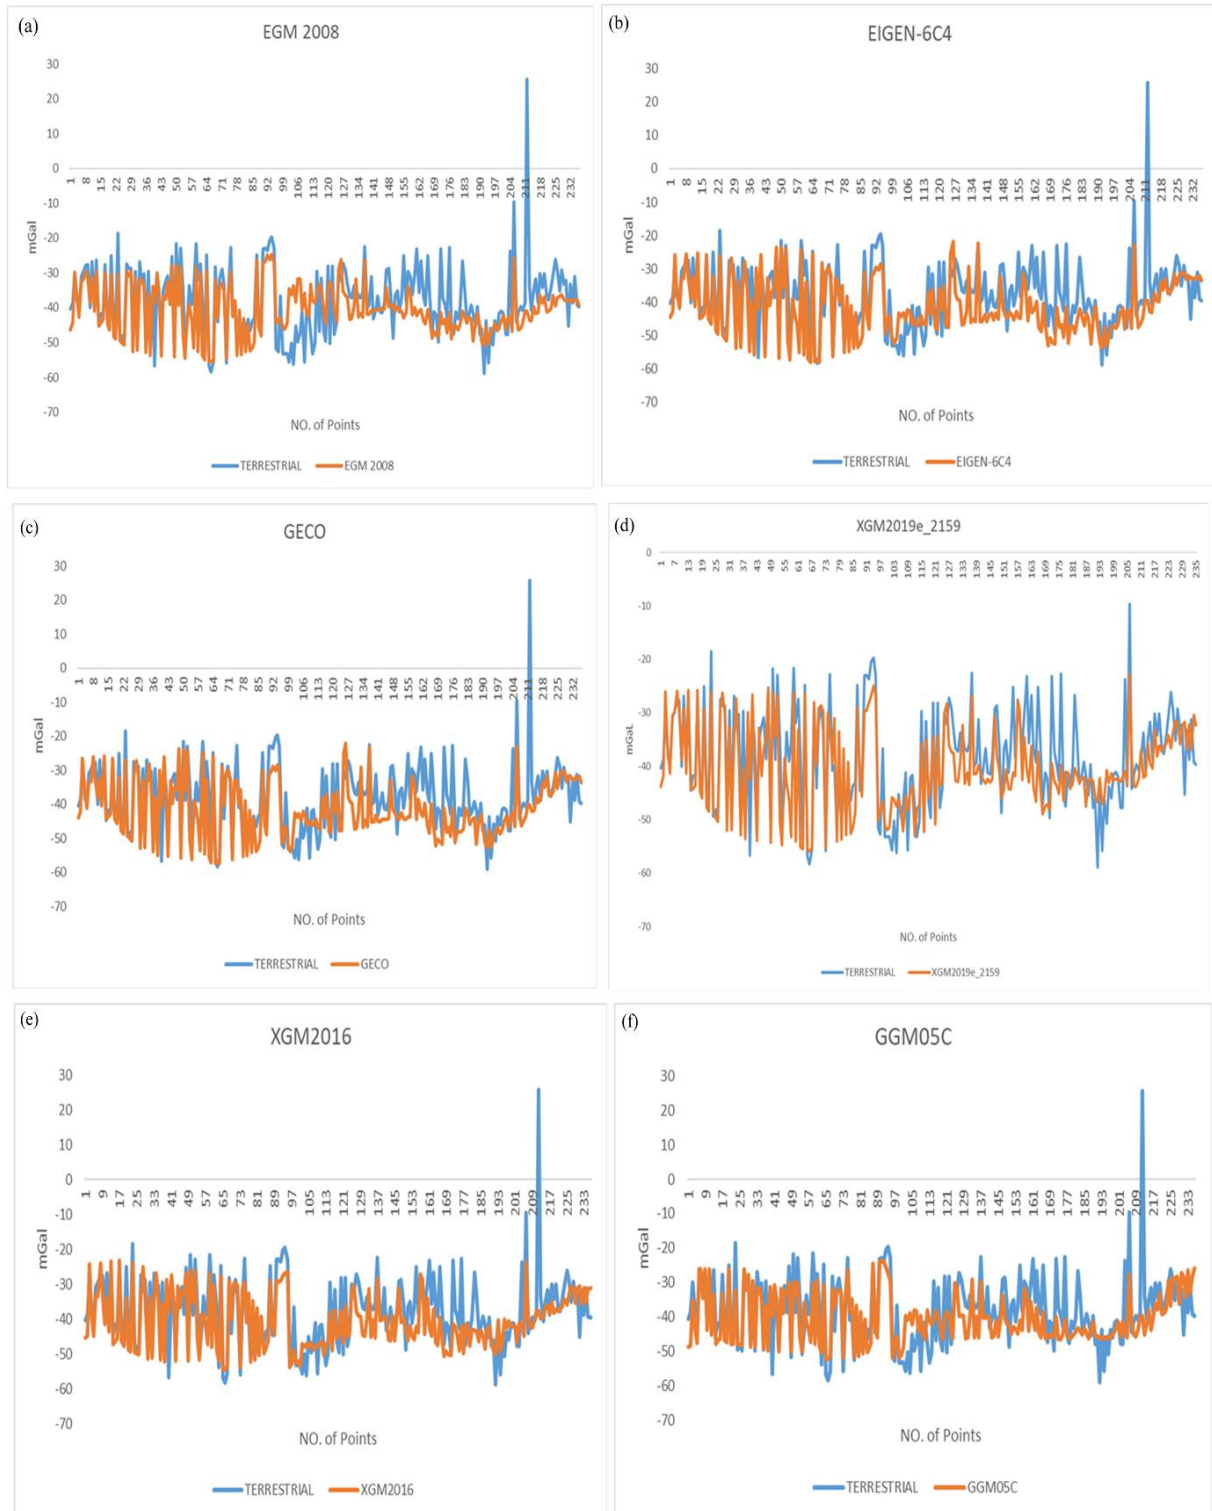 (a)
EGM 2008
30
20
10
0
1 8 15 22 29 36 43 50 57 64 71 78 85 92 99 106 113 120 127 134 141 148 155 162 169 176 183 190 197 204 211 218 225 232
-10
-20
-30
-40
-50
-60
-70
mGal
NO. of Points
TERRESTRIAL EGM 2008
(b)
EIGEN-6C4
30
20
10
0
1 8 15 22 29 36 43 50 57 64 71 78 85 92 99 106 113 120 127 134 141 148 155 162 169 176 183 190 197 204 211 218 225 232
-10
-20
-30
-40
-50
-60
-70
mGal
NO. of Points
TERRESTRIAL EIGEN-6C4
(c)
GECO
30
20
10
0
1 8 15 22 29 36 43 50 57 64 71 78 85 92 99 106 113 120 127 134 141 148 155 162 169 176 183 190 197 204 211 218 225 232
-10
-20
-30
-40
-50
-60
-70
mGal
NO. of Points
TERRESTRIAL GECO
(d)
XGM2019e_2159
0
1 7 13 19 25 31 37 43 49 55 61 67 73 79 85 91 97 103 109 115 121 127 133 139 145 151 157 163 169 175 181 187 193 199 205 211 217 223 229 235
-10
-20
-30
-40
-50
-60
-70
mGaL
NO. of Points
TERRESTRIAL XGM2019e_2159
(e)
XGM2016
30
20
10
0
1 9 17 25 33 41 49 57 65 73 81 89 97 105 113 121 129 137 145 153 161 169 177 185 193 201 209 217 225 233
-10
-20
-30
-40
-50
-60
-70
mGal
NO. of Points
TERRESTRIAL XGM2016
(f)
GGM05C
30
20
10
0
1 9 17 25 33 41 49 57 65 73 81 89 97 105 113 121 129 137 145 153 161 169 177 185 193 201 209 217 225 233
-10
-20
-30
-40
-50
-60
-70
mGal
NO. of Points
TERRESTRIAL GGM05C